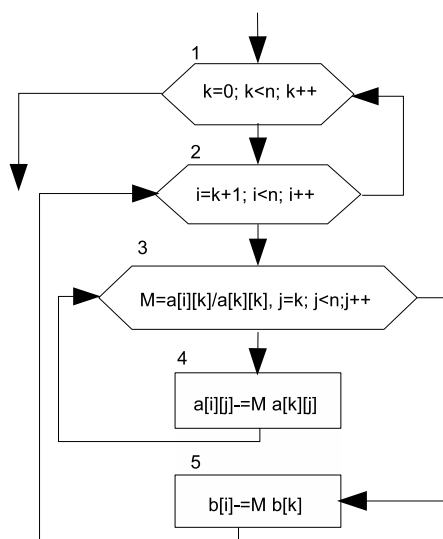 1
k=0; k<n; k++
2
i=k+1; i<n; i++
3
M=a[i][k]/a[k][k], j=k; j<n;j++
4
a[i][j]-=M a[k][j]
5
b[i]-=M b[k]